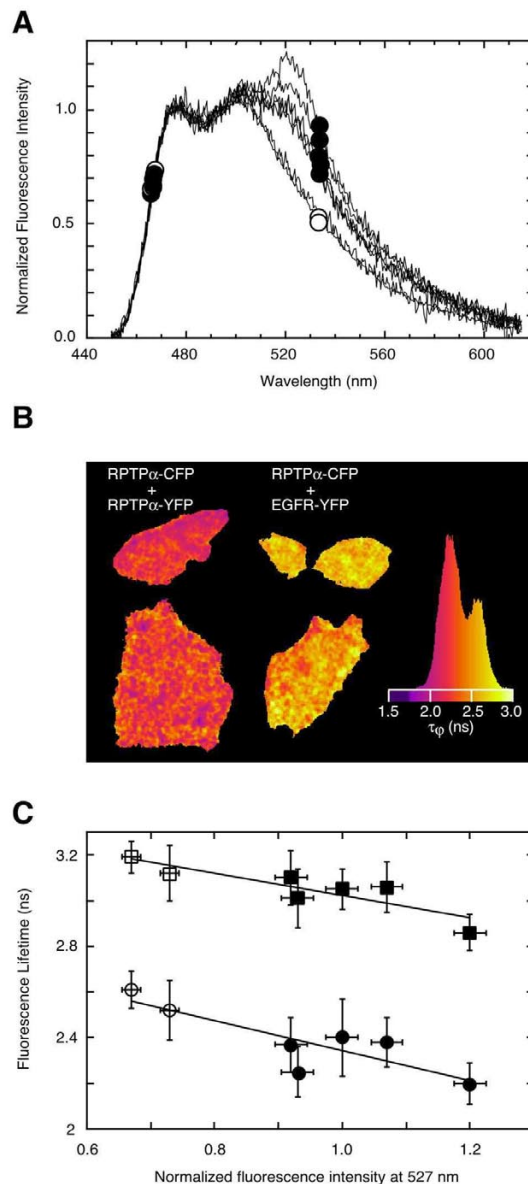 A
Normalized Fluorescence Intensity
1.0
0.5
0.0
440 480 520 560 600
Wavelength (nm)
B
RPTPα-CFP
+
RPTPα-YFP
RPTPα-CFP
+
EGFR-YFP
1.5 2.0 2.5 3.0
τφ (ns)
C
Fluorescence Lifetime (ns)
3.2
2.8
2.4
2
0.6 0.8 1.0 1.2
Normalized fluorescence intensity at 527 nm